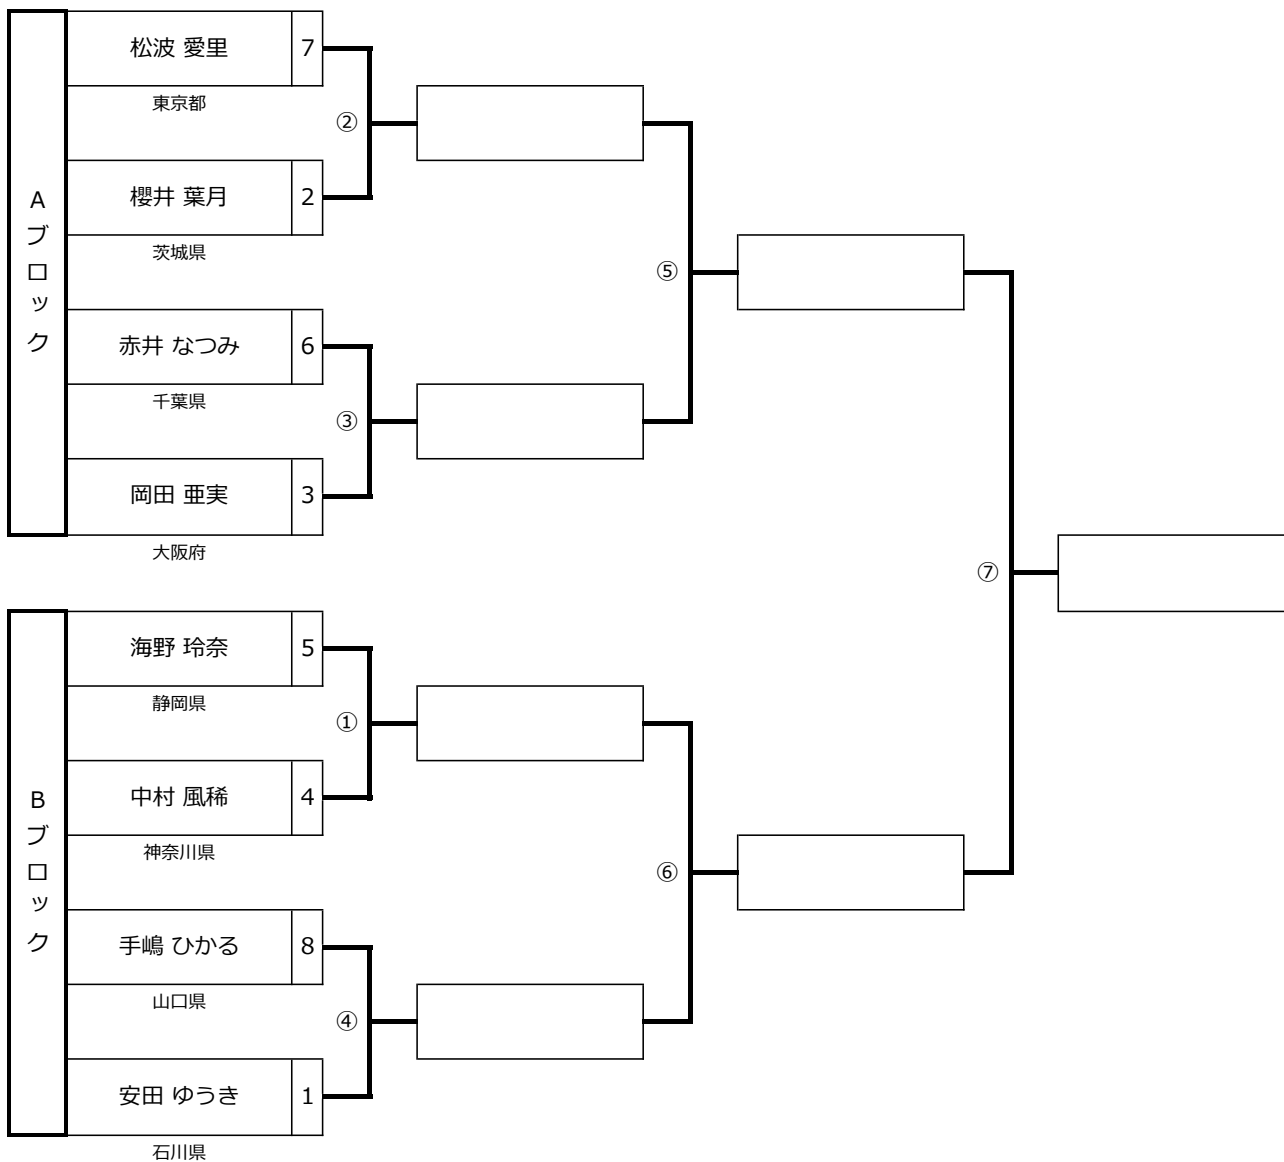 Aブロック
松波 愛里 7
東京都
②
櫻井 葉月 2
茨城県
⑤
赤井 なつみ 6
千葉県
③
岡田 亜実 3
大阪府
⑦
Bブロック
海野 玲奈 5
静岡県
①
中村 風稀 4
神奈川県
⑥
手嶋 ひかる 8
山口県
④
安田 ゆうき 1
石川県